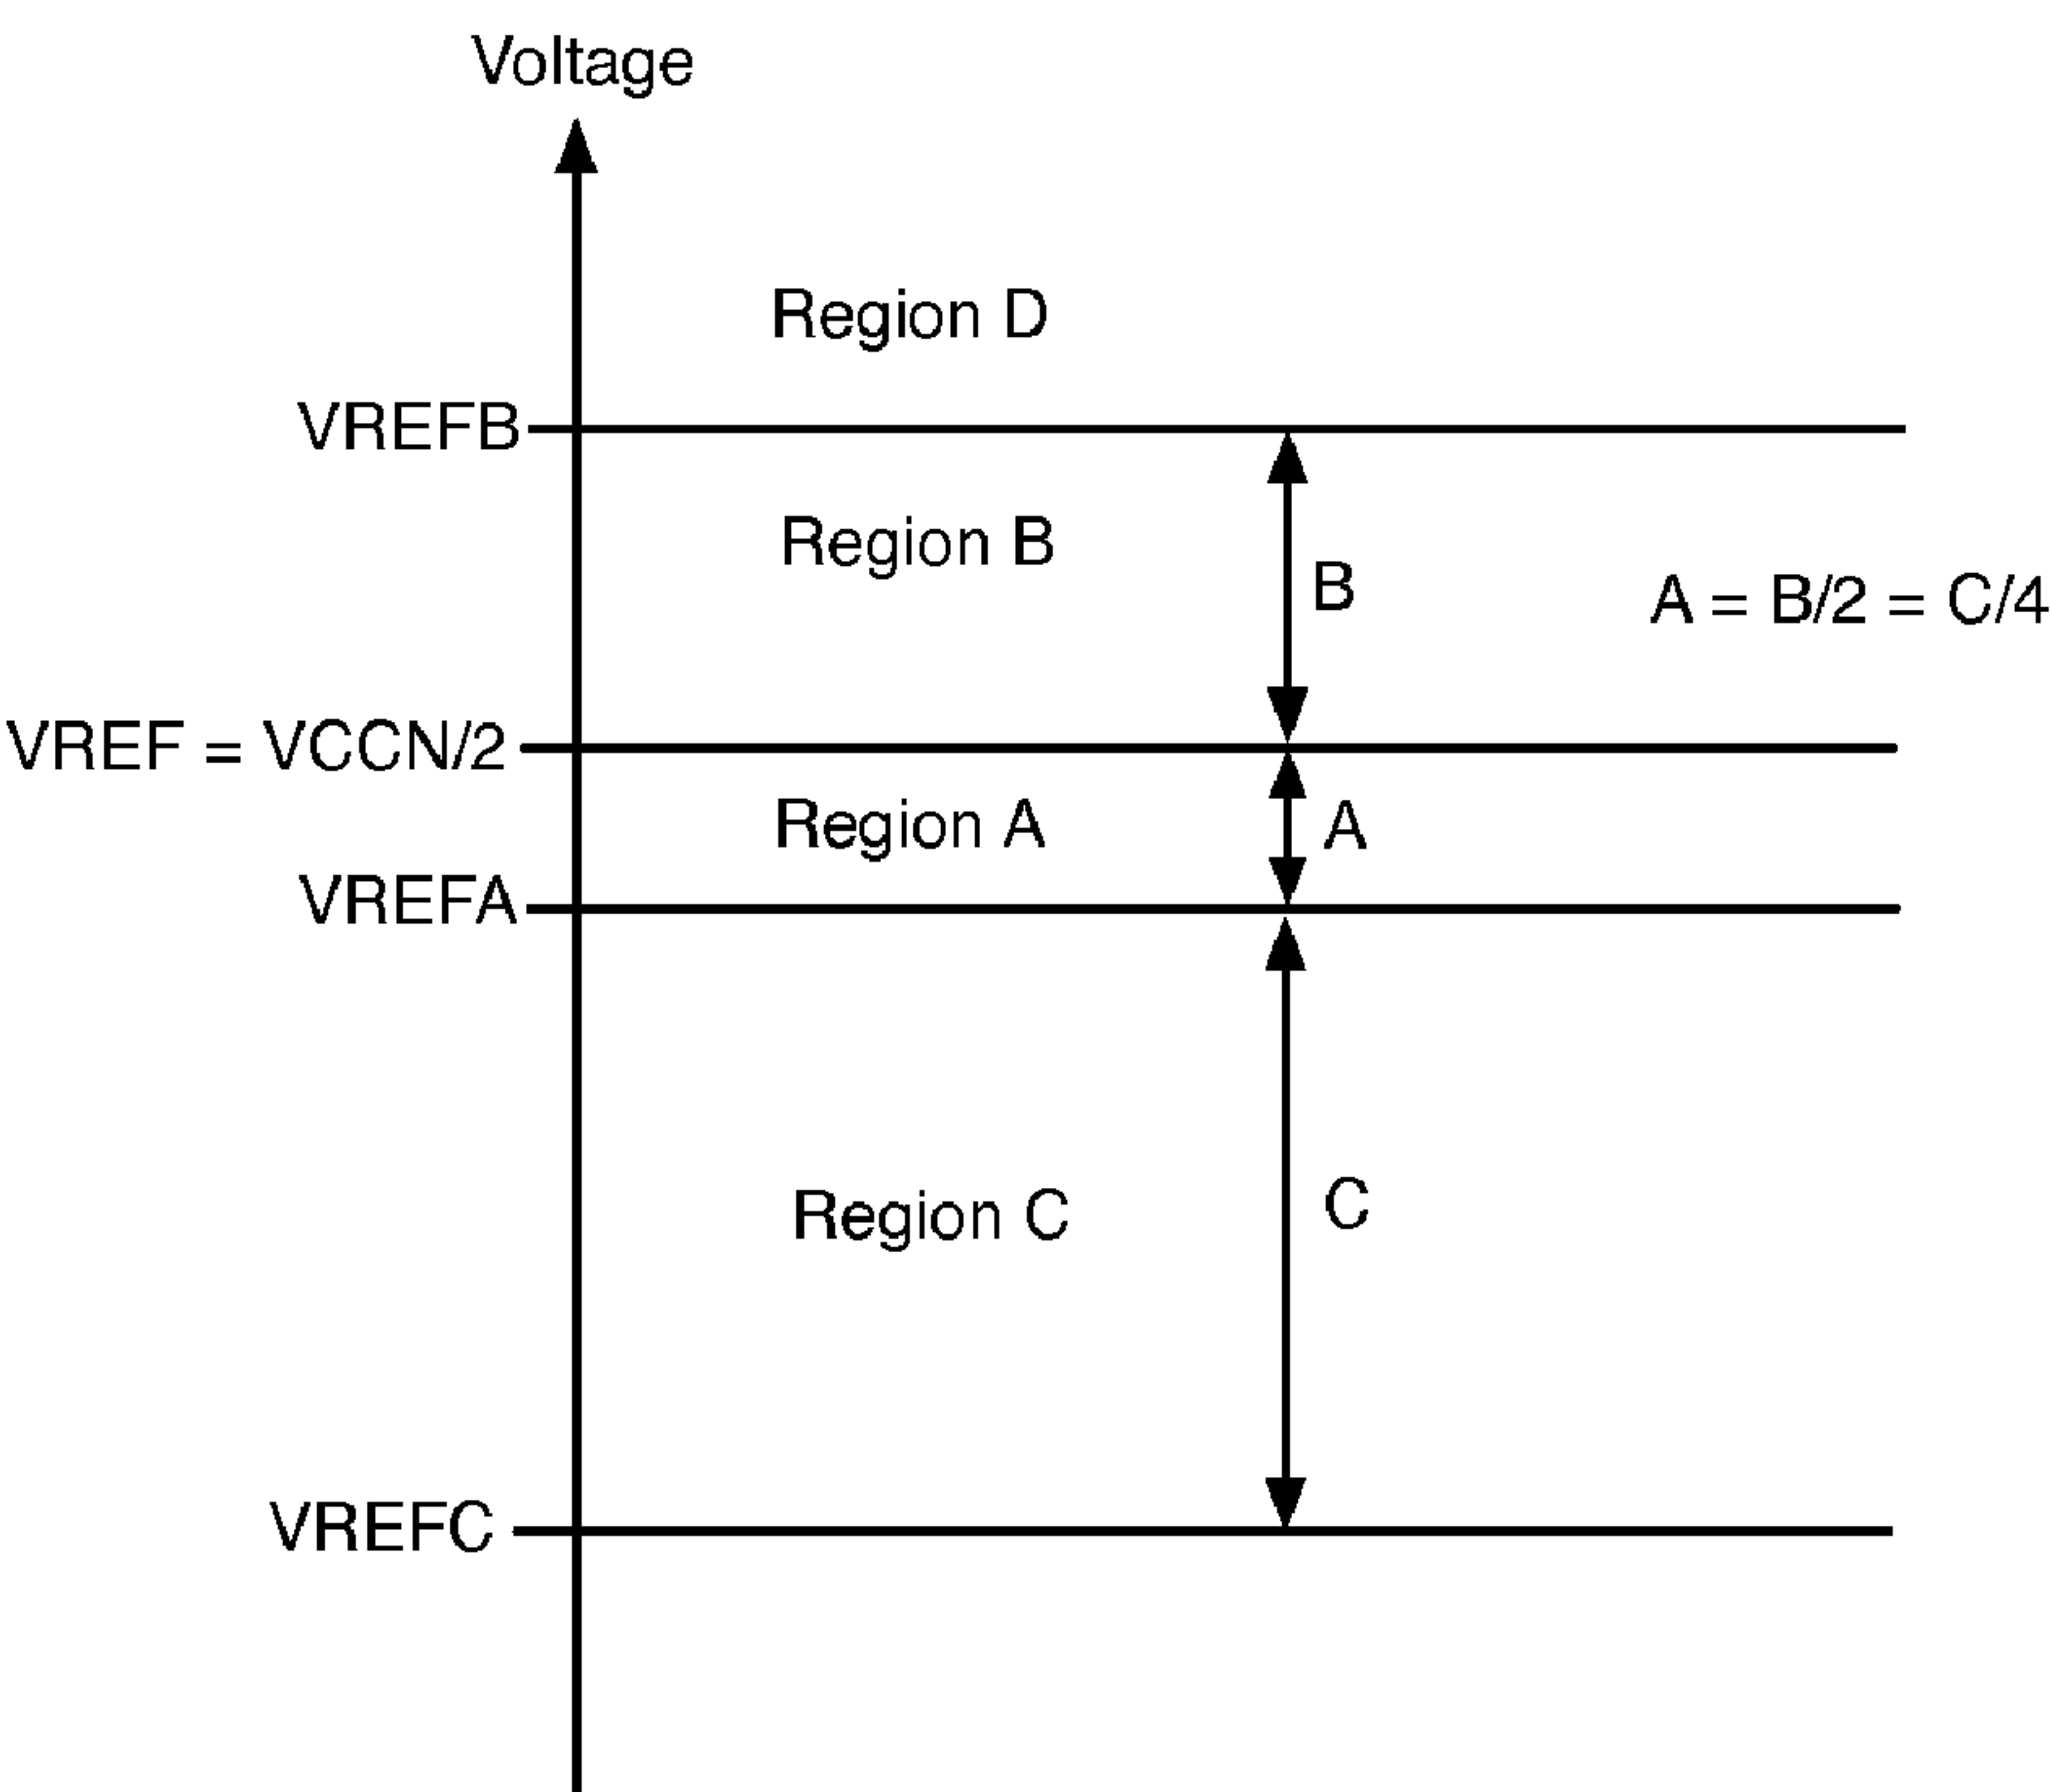 Voltage
Region D
VREFB
Region B
B
A = B/2 = C/4
VREF = VCCN/2
Region A
A
VREFA
Region C
C
VREFC